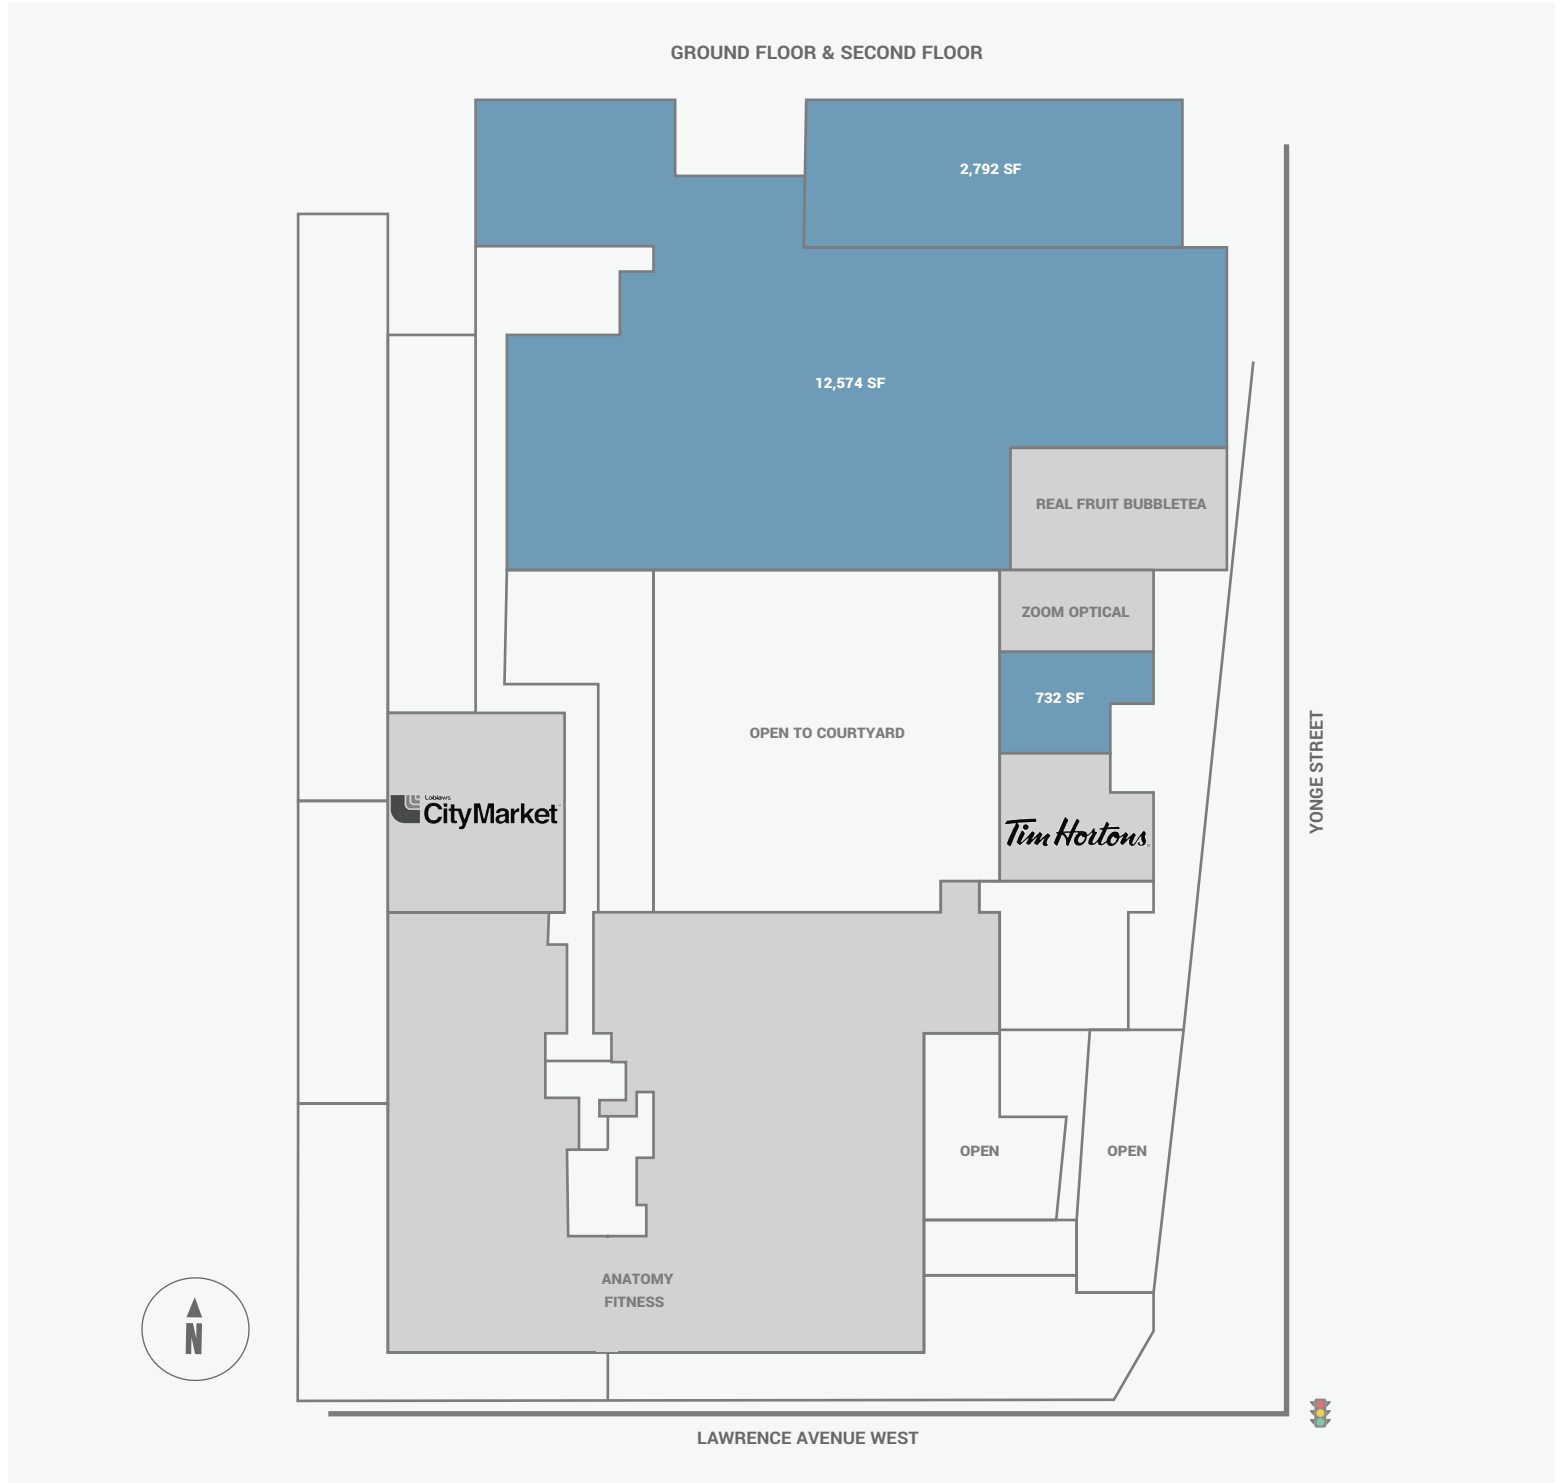 GROUND FLOOR & SECOND FLOOR
2,792 SF
12,574 SF
REAL FRUIT BUBBLETEA
ZOOM OPTICAL
732 SF
OPEN TO COURTYARD
YONGE STREET
Loblaws
CityMarket
Tim Hortons
OPEN
OPEN
ANATOMY
FITNESS
N
LAWRENCE AVENUE WEST